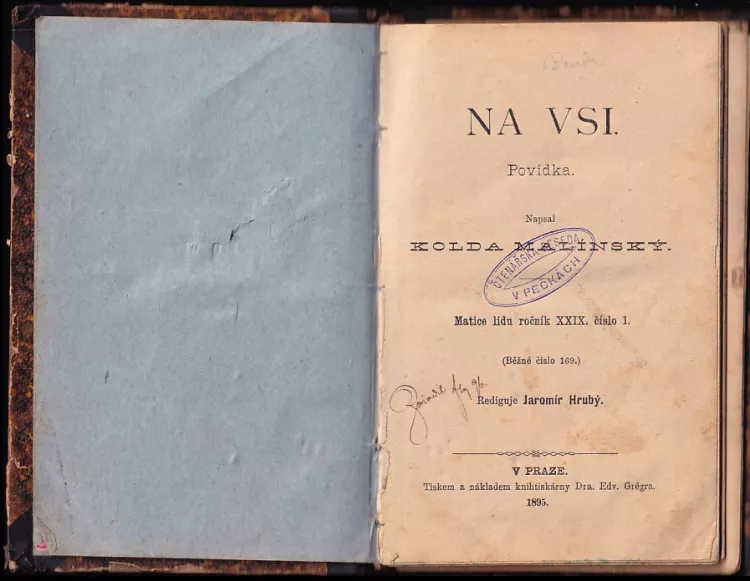 NA VSI.
Povídka.
Napsal
KOLDA MALÍNSKÝ.
ČTENÁŘSKÁ BESEDA
V PEČKÁCH
Matice lidu ročník XXIX. číslo 1.
(Běžné číslo 169.)
Rediguje Jaromír Hrubý.
V PRAZE.
Tiskem a nákladem knihtiskárny Dra. Edv. Grégra.
1895.